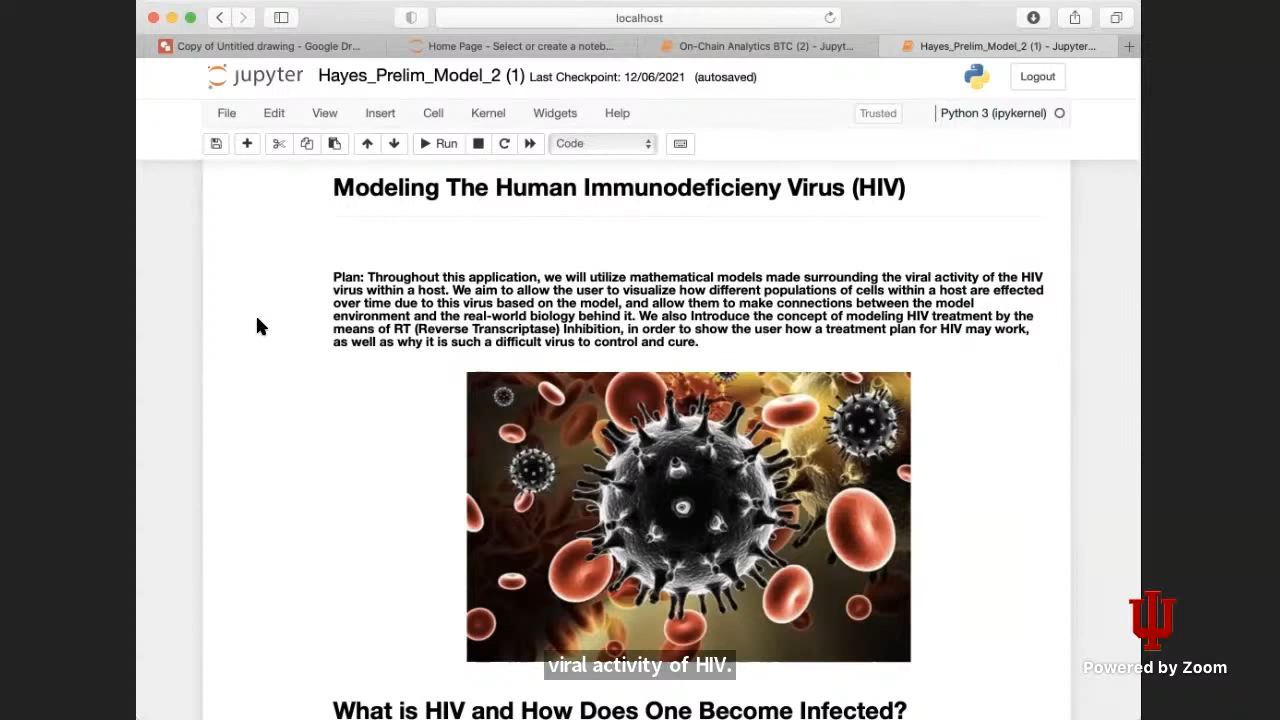 localhost
Copy of Untitled drawing - Google Dr...
Home Page - Select or create a noteb...
On-Chain Analytics BTC (2) - Jupyt...
Hayes_Prelim_Model_2 (1) - Jupyter...
jupyter Hayes_Prelim_Model_2 (1) Last Checkpoint: 12/06/2021 (autosaved)
Logout
File Edit View Insert Cell Kernel Widgets Help
Trusted
Python 3 (ipykernel)
Run
Code
Modeling The Human Immunodeficieny Virus (HIV)
Plan: Throughout this application, we will utilize mathematical models made surrounding the viral activity of the HIV
virus within a host. We aim to allow the user to visualize how different populations of cells within a host are effected
over time due to this virus based on the model, and allow them to make connections between the model
environment and the real-world biology behind it. We also Introduce the concept of modeling HIV treatment by the
means of RT (Reverse Transcriptase) Inhibition, in order to show the user how a treatment plan for HIV may work,
as well as why it is such a difficult virus to control and cure.
viral activity of HIV.
Powered by Zoom
What is HIV and How Does One Become Infected?